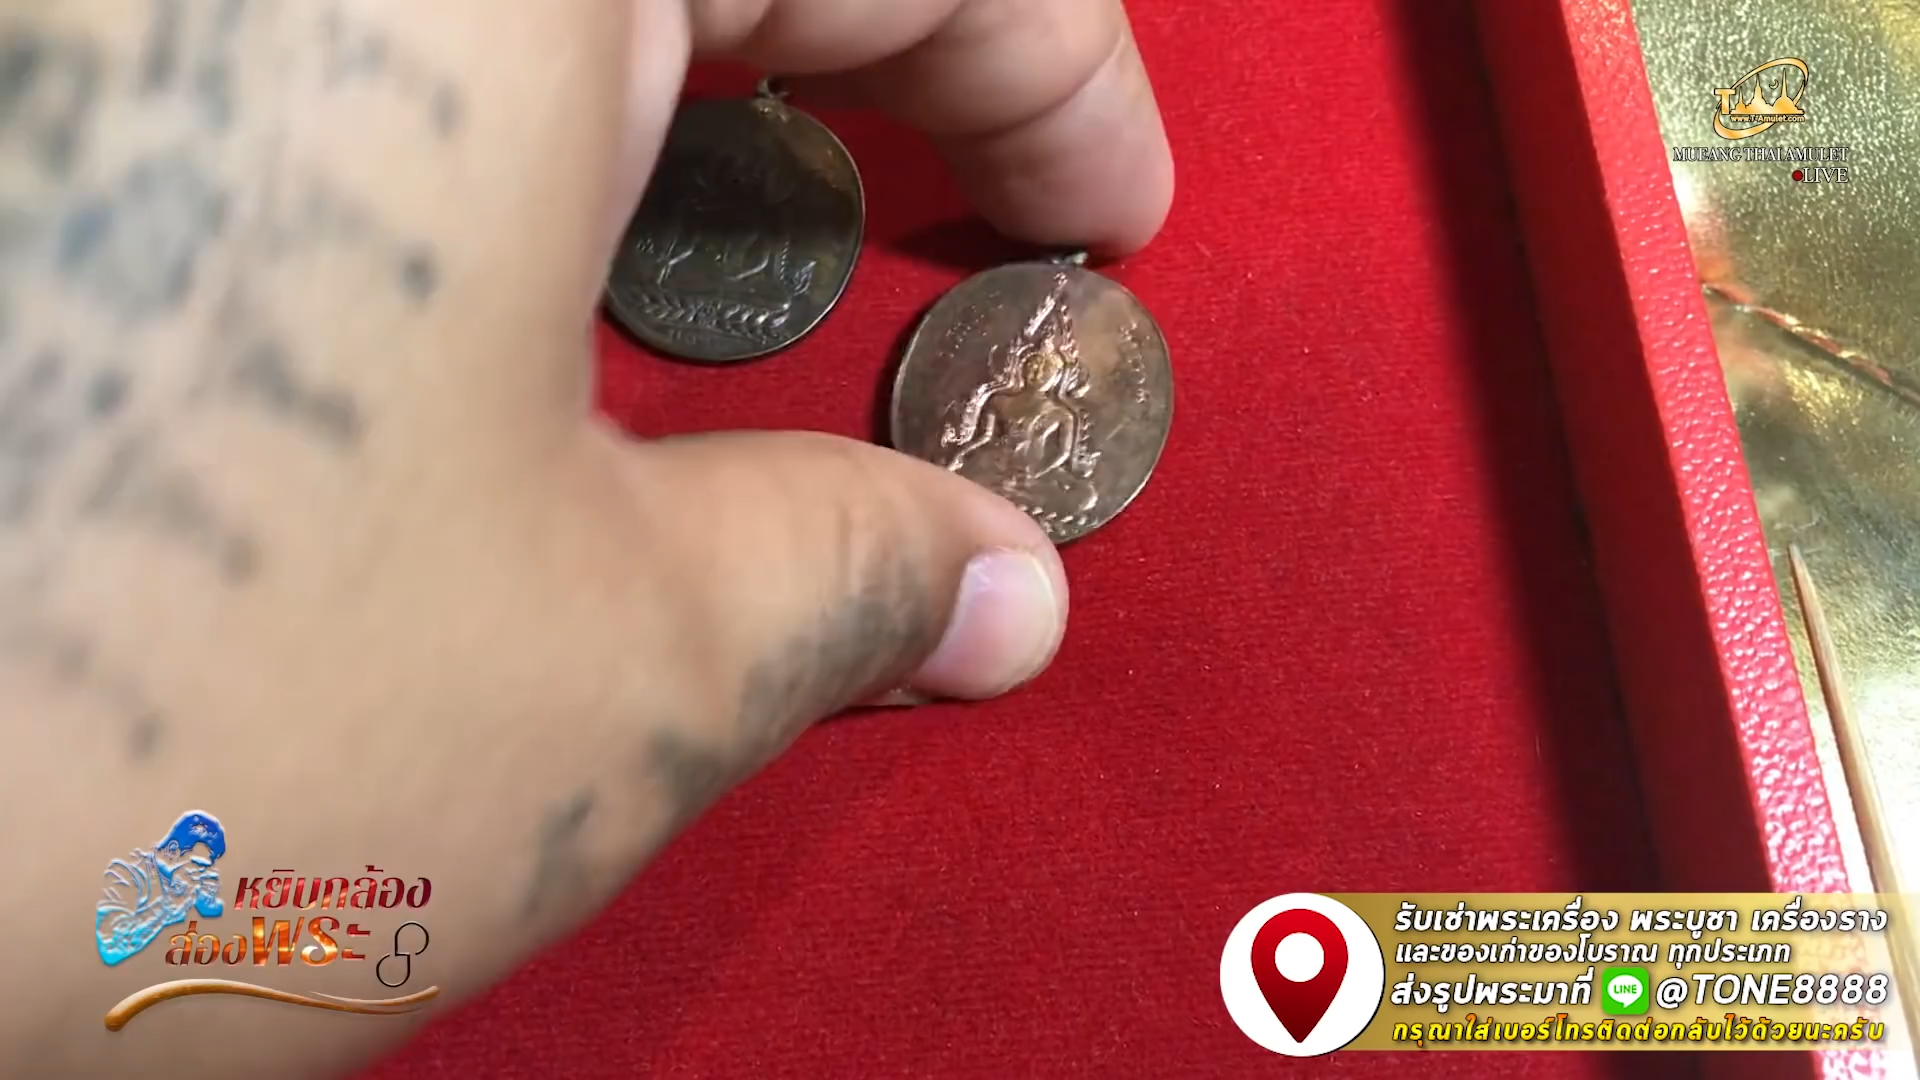 www.T-Amulet.com
MUEANG THAI AMULET
LIVE
หยิบกล้อง
ส่องพระ
รับเช่าพระเครื่อง พระบูชา เครื่องราง
และของเก่าของโบราณ ทุกประเภท
ส่งรูปพระมาที่ LINE @TONE8888
กรุณาใส่เบอร์โทรติดต่อกลับไว้ด้วยนะครับ